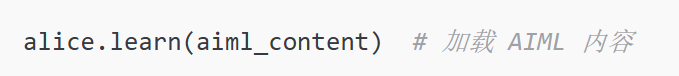 alice.learn(aiml_content)  # 加载 AIML 内容